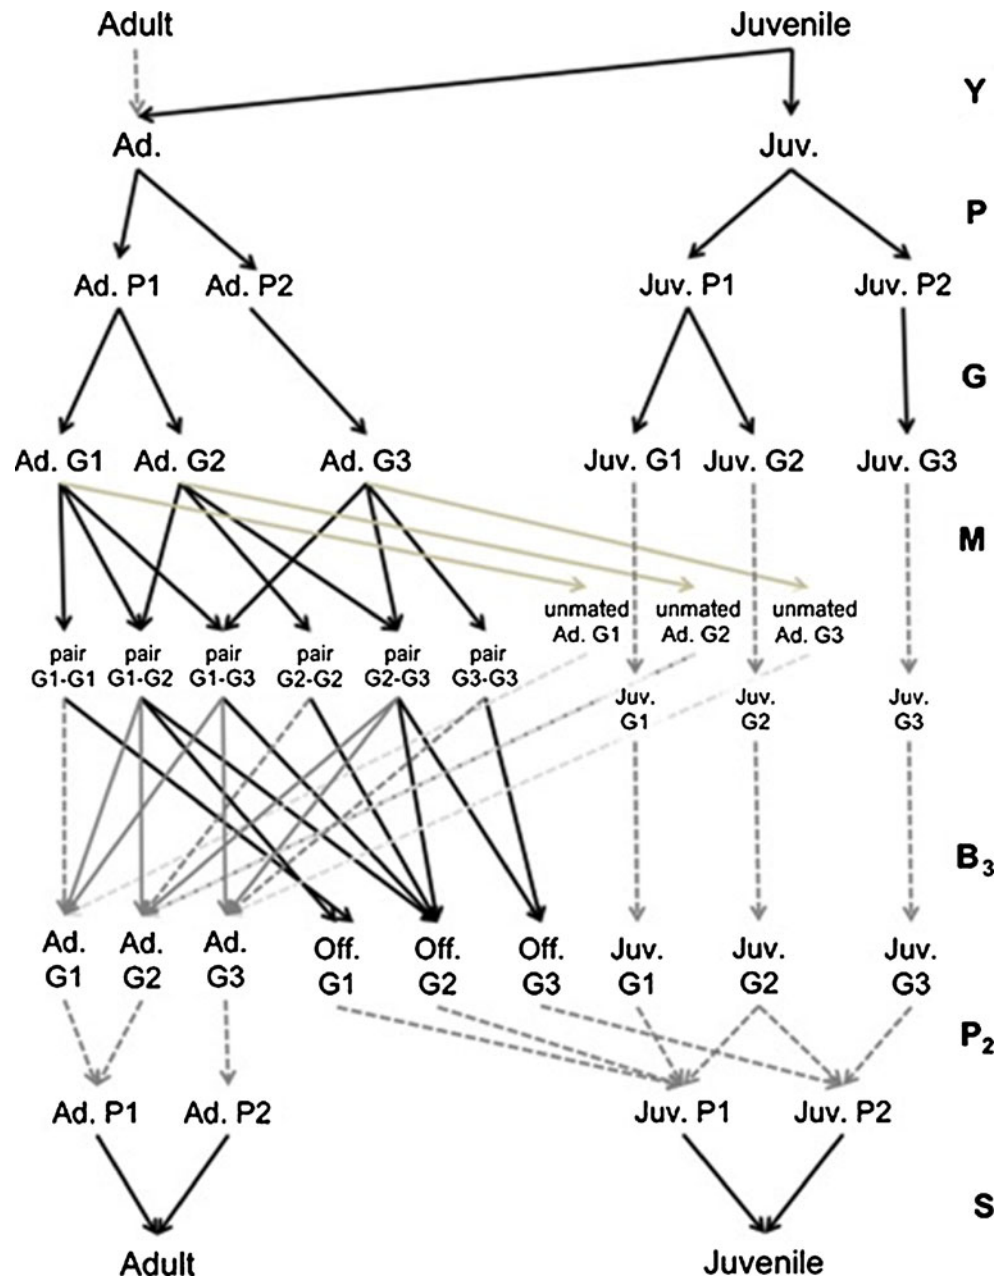 Adult Juvenile
Y
Ad. Juv.
P
Ad. P1 Ad. P2 Juv. P1 Juv. P2
G
Ad. G1 Ad. G2 Ad. G3 Juv. G1 Juv. G2 Juv. G3
M
unmated unmated unmated
Ad. G1 Ad. G2 Ad. G3
pair pair pair pair pair pair
G1-G1 G1-G2 G1-G3 G2-G2 G2-G3 G3-G3
Juv. Juv. Juv.
G1 G2 G3
B3
Ad. Ad. Ad. Off. Off. Off. Juv. Juv. Juv.
G1 G2 G3 G1 G2 G3 G1 G2 G3
P2
Ad. P1 Ad. P2 Juv. P1 Juv. P2
S
Adult Juvenile